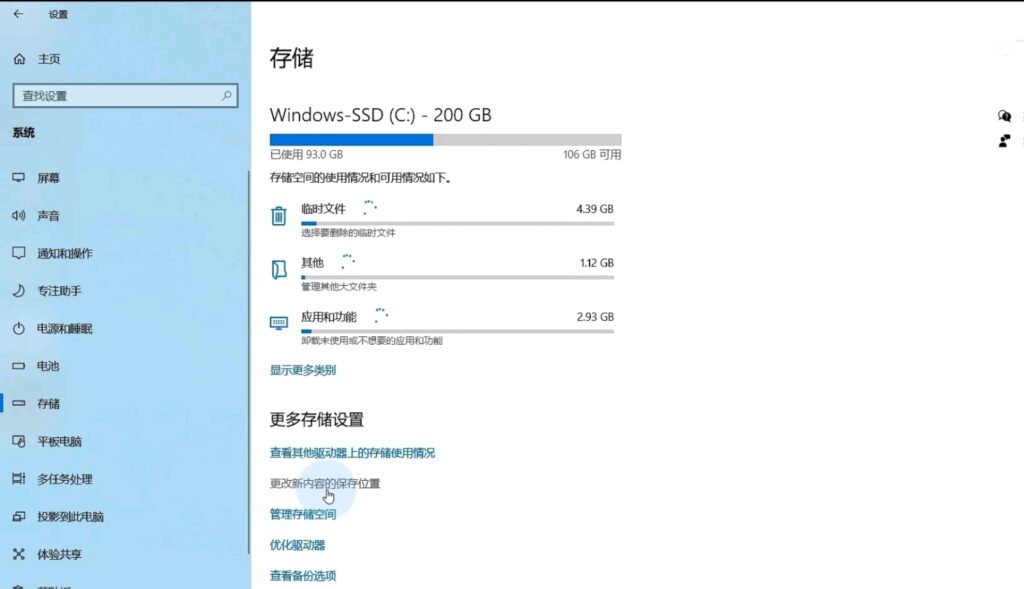 设置
主页
查找设置
系统
屏幕
声音
通知和操作
专注助手
电源和睡眠
电池
存储
平板电脑
多任务处理
投影到此电脑
体验共享
存储
Windows-SSD (C:) - 200 GB
已使用 93.0 GB
106 GB 可用
存储空间的使用情况和可用情况如下。
临时文件
4.39 GB
选择要删除的临时文件
其他
1.12 GB
管理其他大文件夹
应用和功能
2.93 GB
卸载未使用或不想要的应用和功能
显示更多类别
更多存储设置
查看其他驱动器上的存储使用情况
更改新内容的保存位置
管理存储空间
优化驱动器
查看备份选项